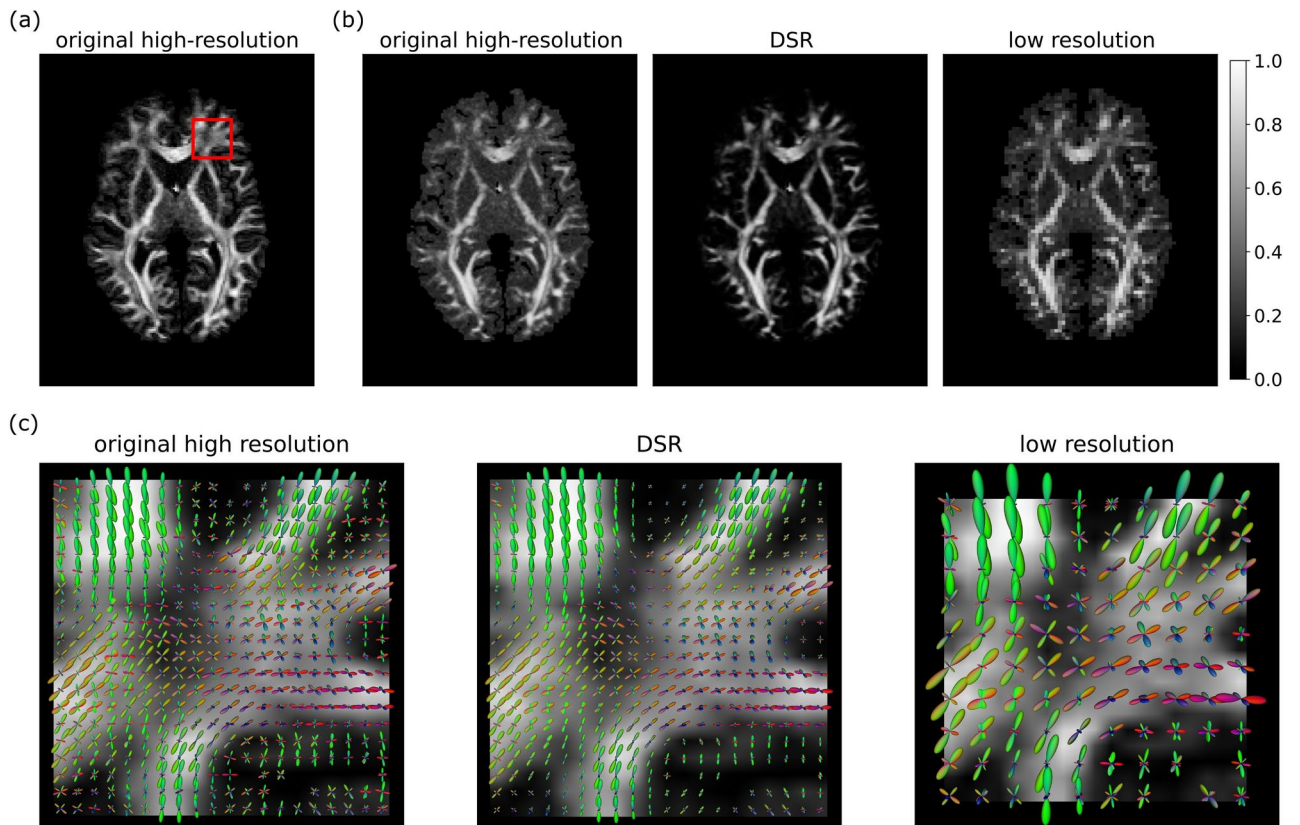 (a)
original high-resolution
(b)
original high-resolution
DSR
low resolution
1.0
0.8
0.6
0.4
0.2
0.0
(c)
original high resolution
DSR
low resolution